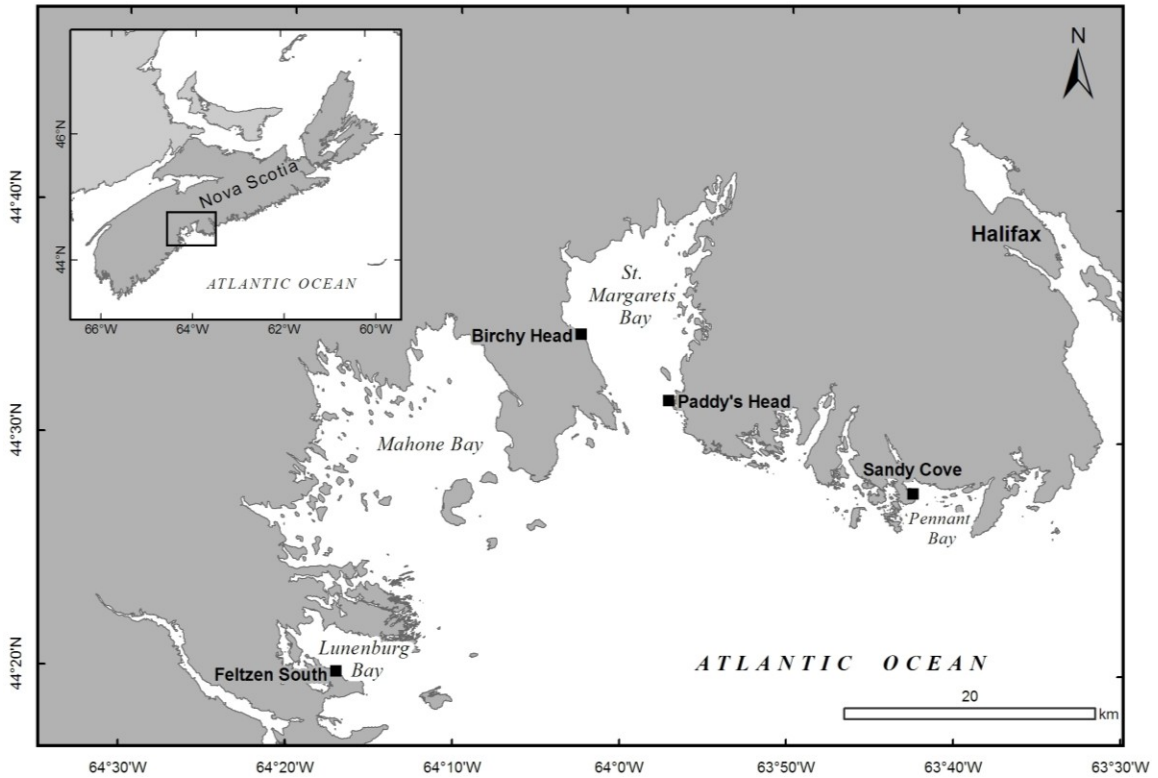 N
46°N
44°N
Nova Scotia
ATLANTIC OCEAN
66°W
64°W
62°W
60°W
44°40'N
44°30'N
44°20'N
Halifax
St.
Margarets
Bay
Birchy Head
Paddy's Head
Mahone Bay
Sandy Cove
Pennant
Bay
Lunenburg
Bay
Feltzen South
ATLANTIC OCEAN
20
km
64°30'W
64°20'W
64°10'W
64°0'W
63°50'W
63°40'W
63°30'W